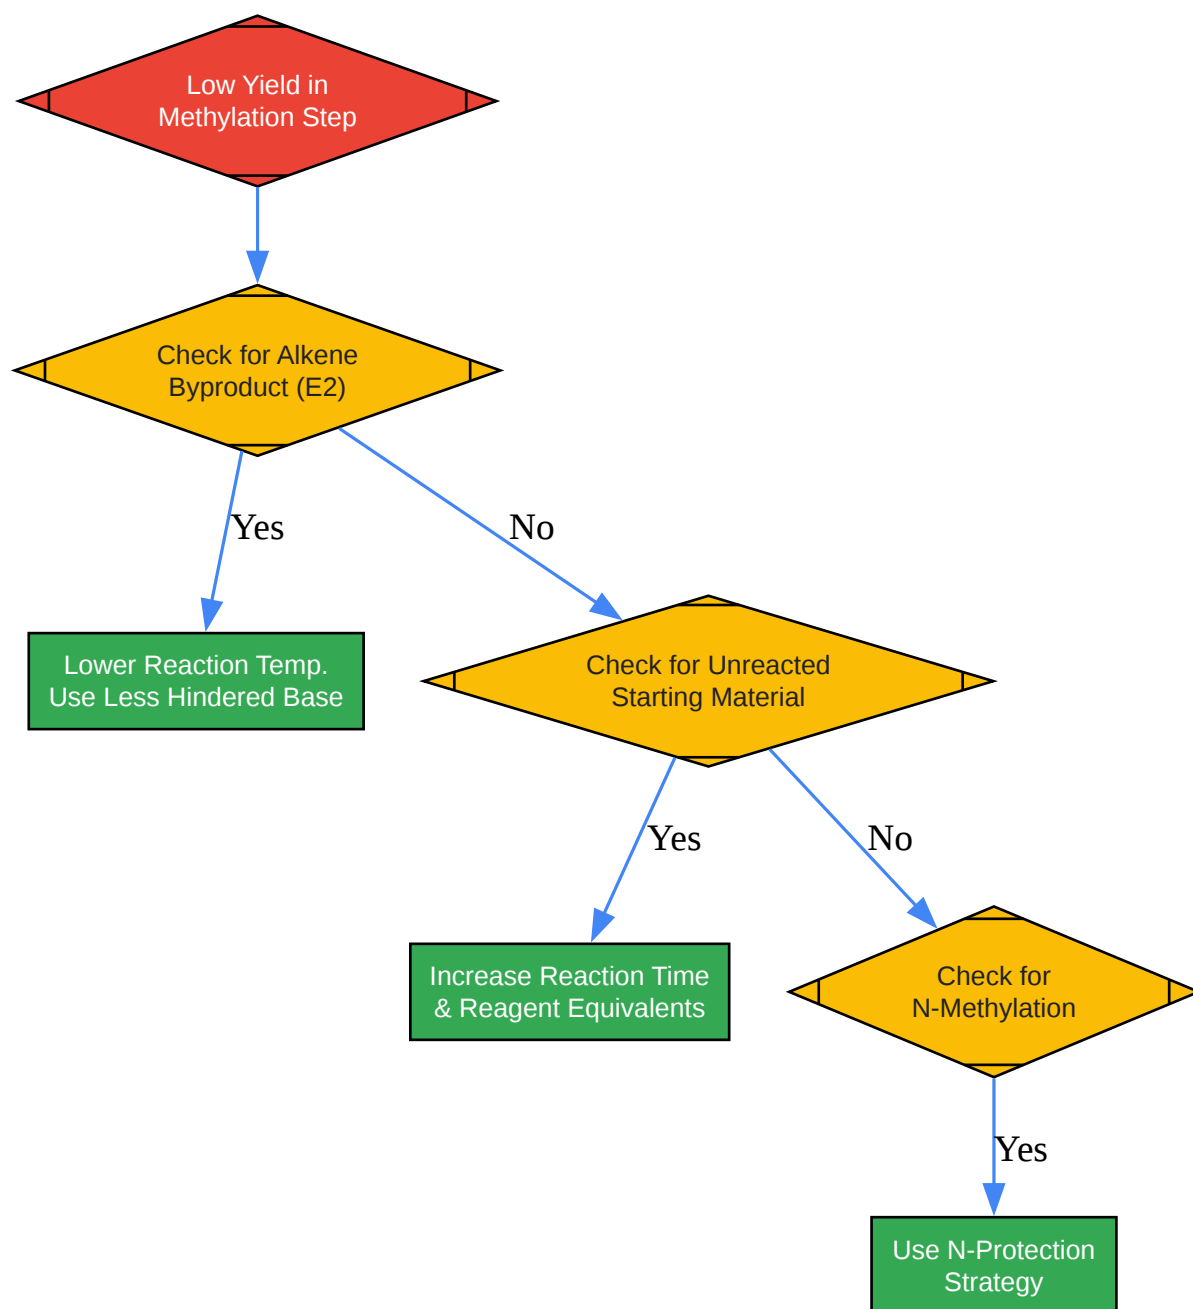 Low Yield in
Methylation Step
Check for Alkene
Byproduct (E2)
Yes
No
Lower Reaction Temp.
Use Less Hindered Base
Check for Unreacted
Starting Material
Yes
No
Increase Reaction Time
& Reagent Equivalents
Check for
N-Methylation
Yes
Use N-Protection
Strategy